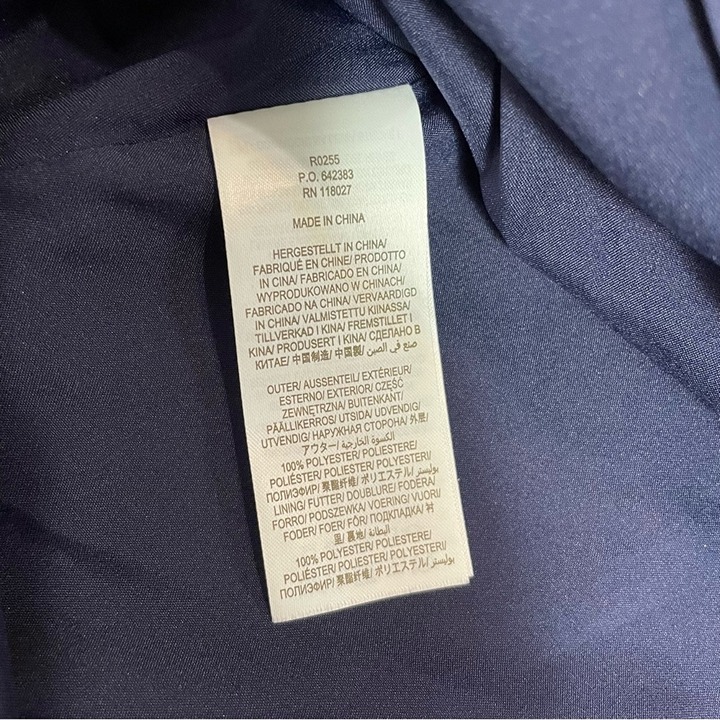 R0255
P.O. 642383
RN 118027
MADE IN CHINA
HERGESTELLT IN CHINA/
FABRIQUÉ EN CHINE/ PRODOTTO
IN CINA/ FABRICADO EN CHINA/
WYPRODUKOWANO W CHINACH/
FABRICADO NA CHINA/ VERVAARDIGD
IN CHINA/ VALMISTETTU KIINASSA/
TILLVERKAD I KINA/ FREMSTILLET I
KINA/ PRODUSERT I KINA/ СДЕЛАНО В
КИТАЕ/ 中国制造/ 中国製/ صنع في الصين
OUTER/ AUSSENTEIL/ EXTÉRIEUR/
ESTERNO/ EXTERIOR/ CZĘŚĆ
ZEWNĘTRZNA/ BUITENKANT/
PÄÄLLIKERROS/ UTSIDA/ UDVENDIG/
UTVENDIG/ НАРУЖНАЯ СТОРОНА/ 外层/
アウター/ الكسوة الخارجية
100% POLYESTER/ POLIESTERE/
POLIÉSTER/ POLIESTER/ POLYESTERI/
ПОЛИЭФИР/ 聚酯纤维/ ポリエステル/ بوليستر
LINING/ FUTTER/ DOUBLURE/ FODERA/
FORRO/ PODSZEWKA/ VOERING/ VUORI/
FODER/ FOER/ FÔR/ ПОДКЛАДКА/ 衬
里/ 裏地/ البطانة
100% POLYESTER/ POLIESTERE/
POLIÉSTER/ POLIESTER/ POLYESTERI/
ПОЛИЭФИР/ 聚酯纤维/ ポリエステル/ بوليستر